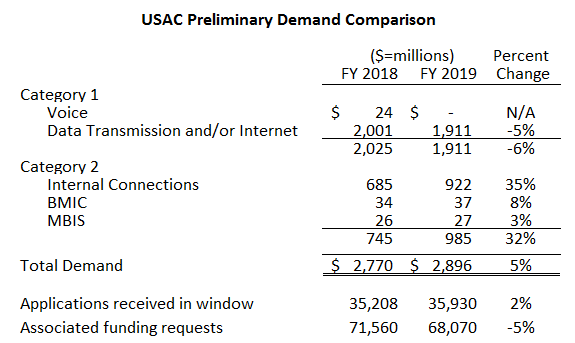 USAC Preliminary Demand Comparison
($=millions) Percent
FY 2018 FY 2019 Change
Category 1
Voice $ 24 $ - N/A
Data Transmission and/or Internet 2,001 1,911 -5%
2,025 1,911 -6%
Category 2
Internal Connections 685 922 35%
BMIC 34 37 8%
MBIS 26 27 3%
745 985 32%
Total Demand $ 2,770 $ 2,896 5%
Applications received in window 35,208 35,930 2%
Associated funding requests 71,560 68,070 -5%